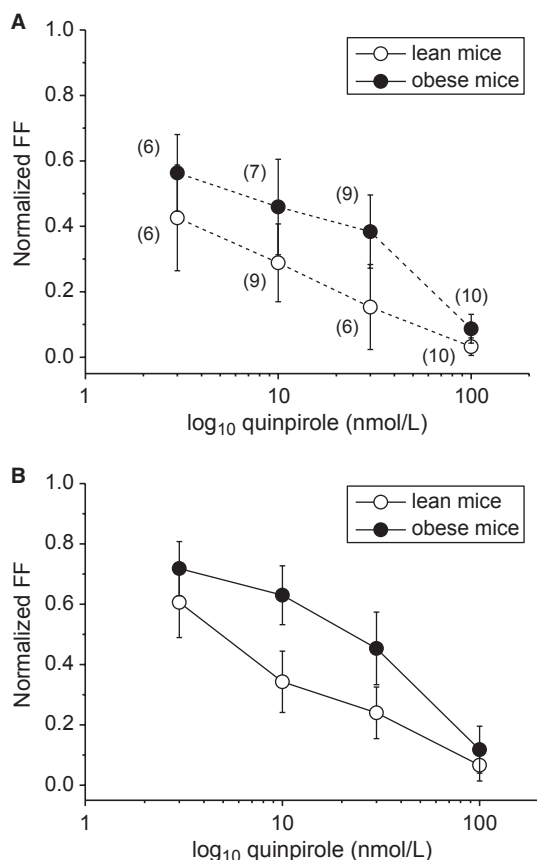 A
1.0
0.8
0.6
0.4
0.2
0.0
Normalized FF
lean mice
obese mice
(6)
(7)
(9)
(10)
(6)
(9)
(6)
(10)
1 10 100
log₁₀ quinpirole (nmol/L)
B
1.0
0.8
0.6
0.4
0.2
0.0
Normalized FF
lean mice
obese mice
1 10 100
log₁₀ quinpirole (nmol/L)